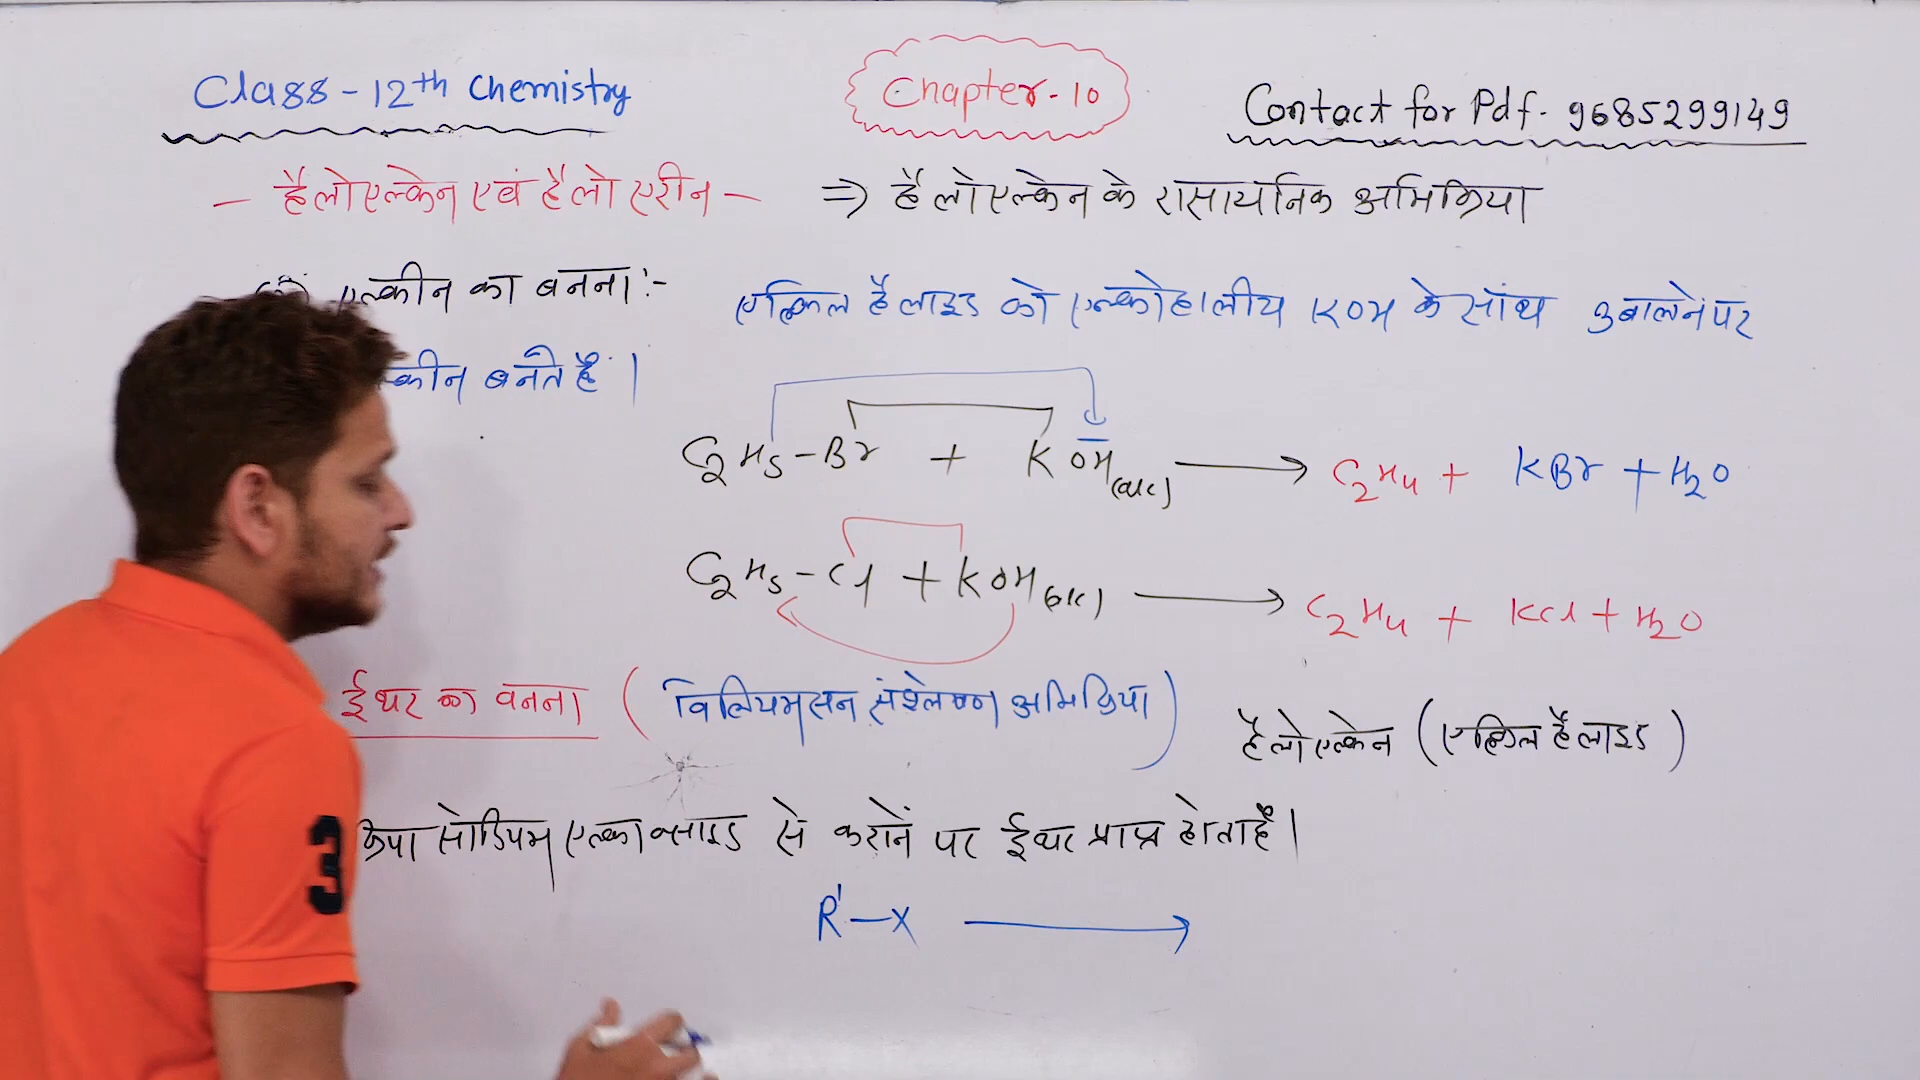 Class - 12th Chemistry
Chapter - 10
Contact for Pdf - 9685299149
- हैलोएल्केन एवं हैलोएरीन - ⇒ हैलोएल्केन के रासायनिक अभिक्रिया
एल्कीन का बनना :-
एल्किल हैलाइड को एल्कोहालीय KOH के सांथ उबालने पर
ल्कीन बनते है।
C2H5-Br + KOH(alc) ⟶ C2H4 + KBr + H2O
C2H5-Cl + KOH(alc) ⟶ C2H4 + KCl + H2O
ईथर का बनना (विलियमसन संश्लेषण अभिक्रिया)
हैलोएल्केन (एल्किल हैलाइड)
क्रिया सोडियम एल्काक्साइड से कराने पर ईथर प्राप्त होता है।
R'-X ⟶
3